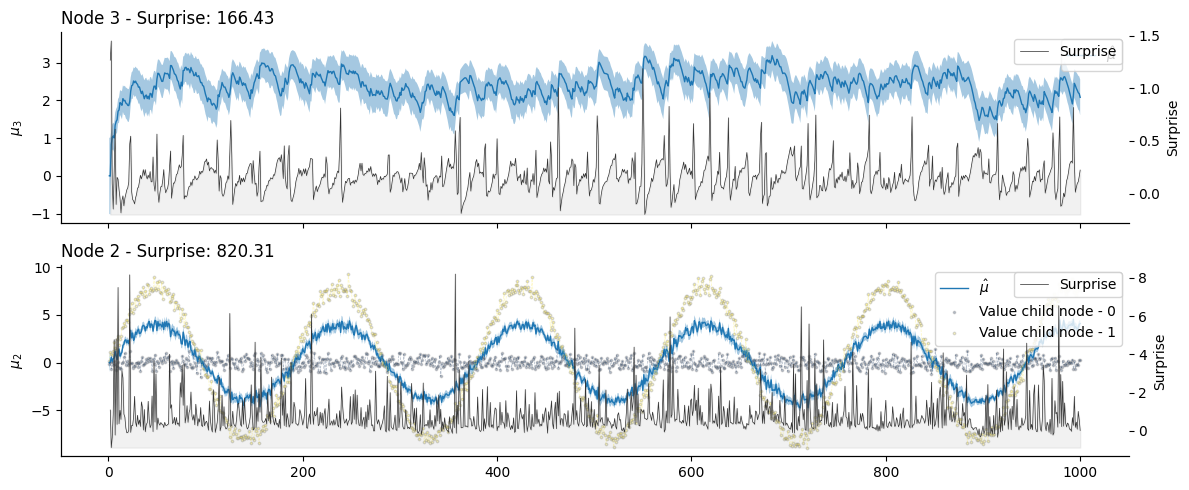 Node 3 - Surprise: 166.43
3
2
1
0
−1
μ3
Surprise
1.5
1.0
0.5
0.0
Surprise
Node 2 - Surprise: 820.31
10
5
0
−5
μ2
μ̂
Value child node - 0
Value child node - 1
Surprise
8
6
4
2
0
Surprise
0
200
400
600
800
1000